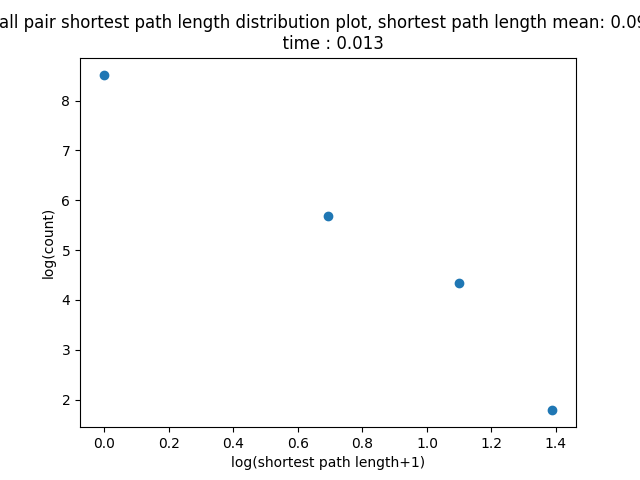 all pair shortest path length distribution plot, shortest path length mean: 0.09
time : 0.013
8
7
6
5
4
3
2
log(count)
0.0 0.2 0.4 0.6 0.8 1.0 1.2 1.4
log(shortest path length+1)